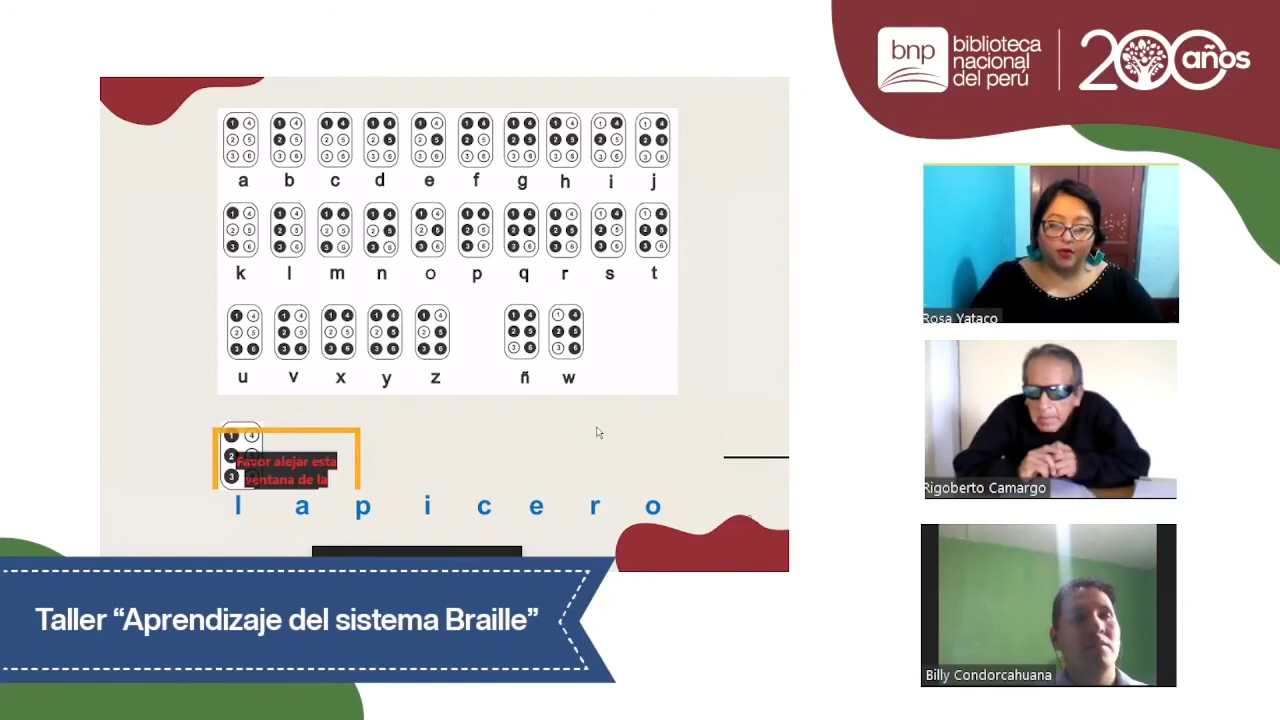 bnp
biblioteca
nacional
del perú
200 años
a b c d e f g h i j
k l m n o p q r s t
u v x y z ñ w
Favor alejar esta
ventana de la
l a p i c e r o
Taller “Aprendizaje del sistema Braille”
Rosa Yataco
Rigoberto Camargo
Billy Condorcahuana